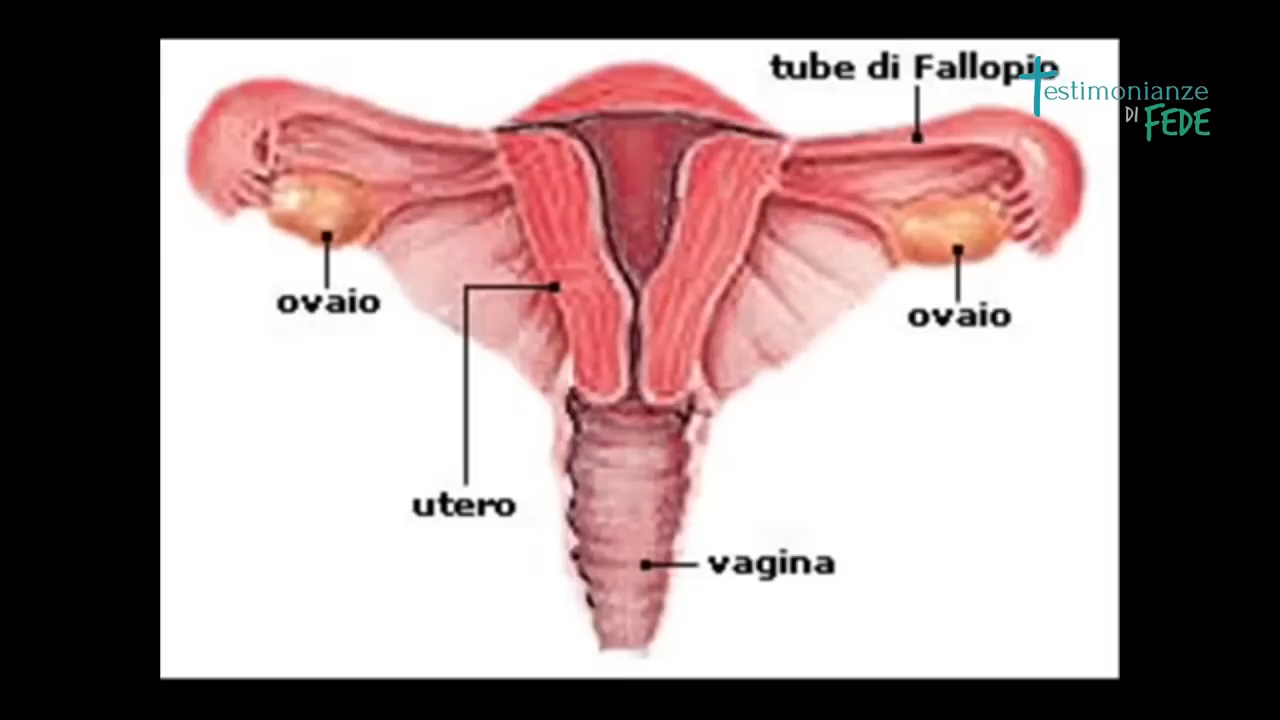 tube di Fallopio
Testimonianze
DI FEDE
ovaio
ovaio
utero
vagina